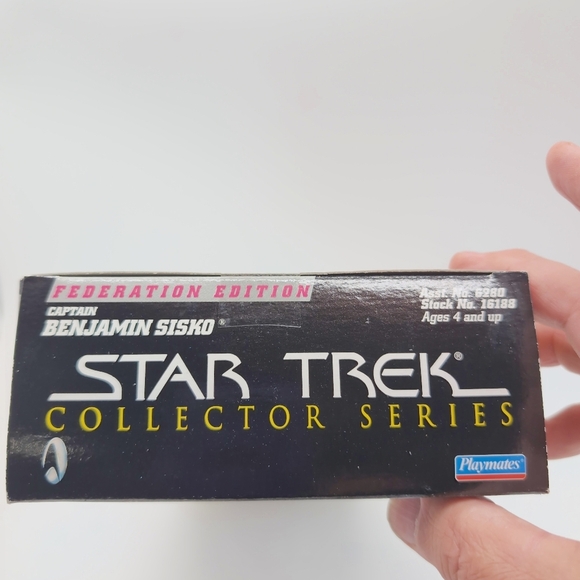 FEDERATION EDITION
CAPTAIN
BENJAMIN SISKO®
Asst. No. 6280
Stock No. 16188
Ages 4 and up
STAR TREK®
COLLECTOR SERIES
Playmates®